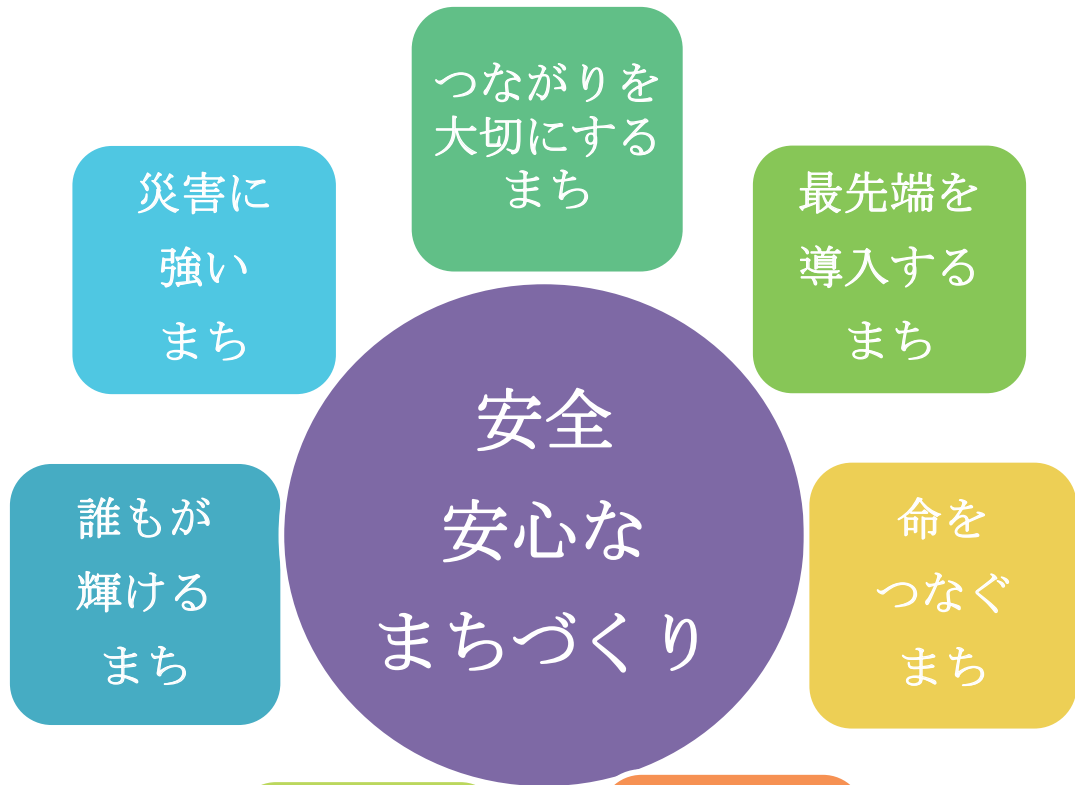 つながりを
大切にする
まち
災害に
強い
まち
最先端を
導入する
まち
安全
安心な
まちづくり
誰もが
輝ける
まち
命を
つなぐ
まち